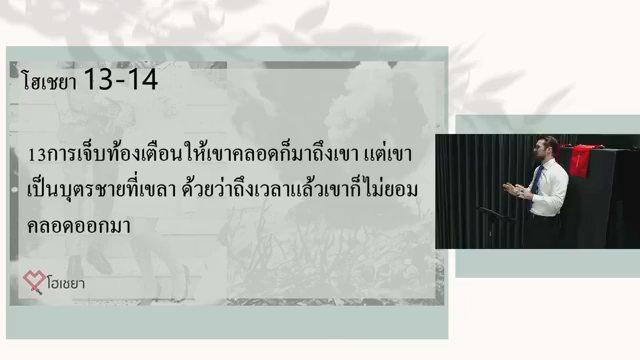 โฮเชยา 13-14
13การเจ็บท้องเตือนให้เขาคลอดก็มาถึงเขา แต่เขา
เป็นบุตรชายที่เขลา ด้วยว่าถึงเวลาแล้วเขาก็ไม่ยอม
คลอดออกมา
โฮเชยา